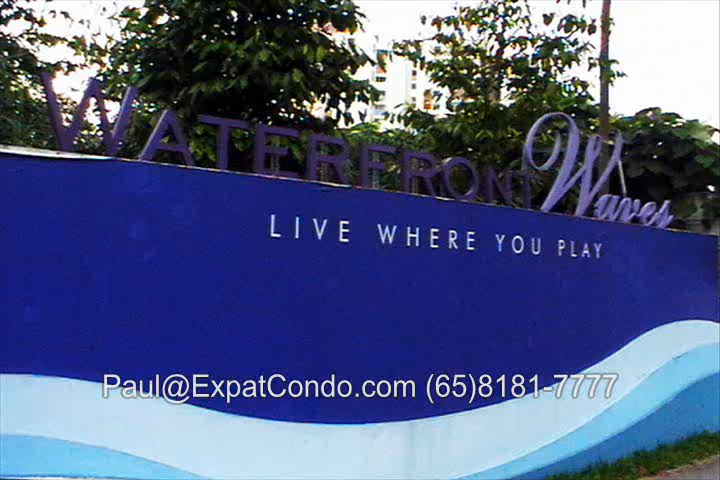 WATERFRONT Waves
LIVE WHERE YOU PLAY
Paul@ExpatCondo.com (65)8181-7777